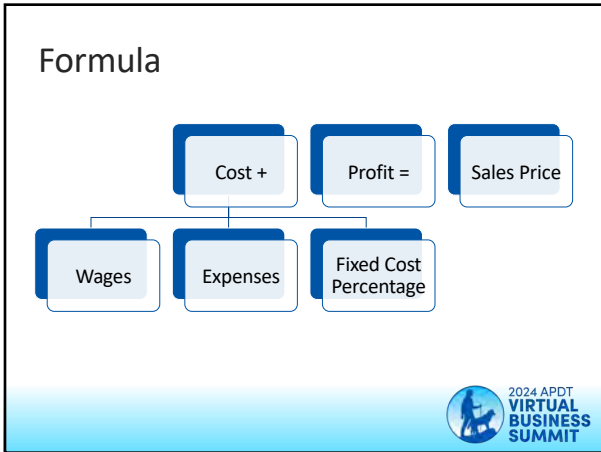 Formula
Cost +
Profit =
Sales Price
Wages
Expenses
Fixed Cost
Percentage
2024 APDT
VIRTUAL
BUSINESS
SUMMIT